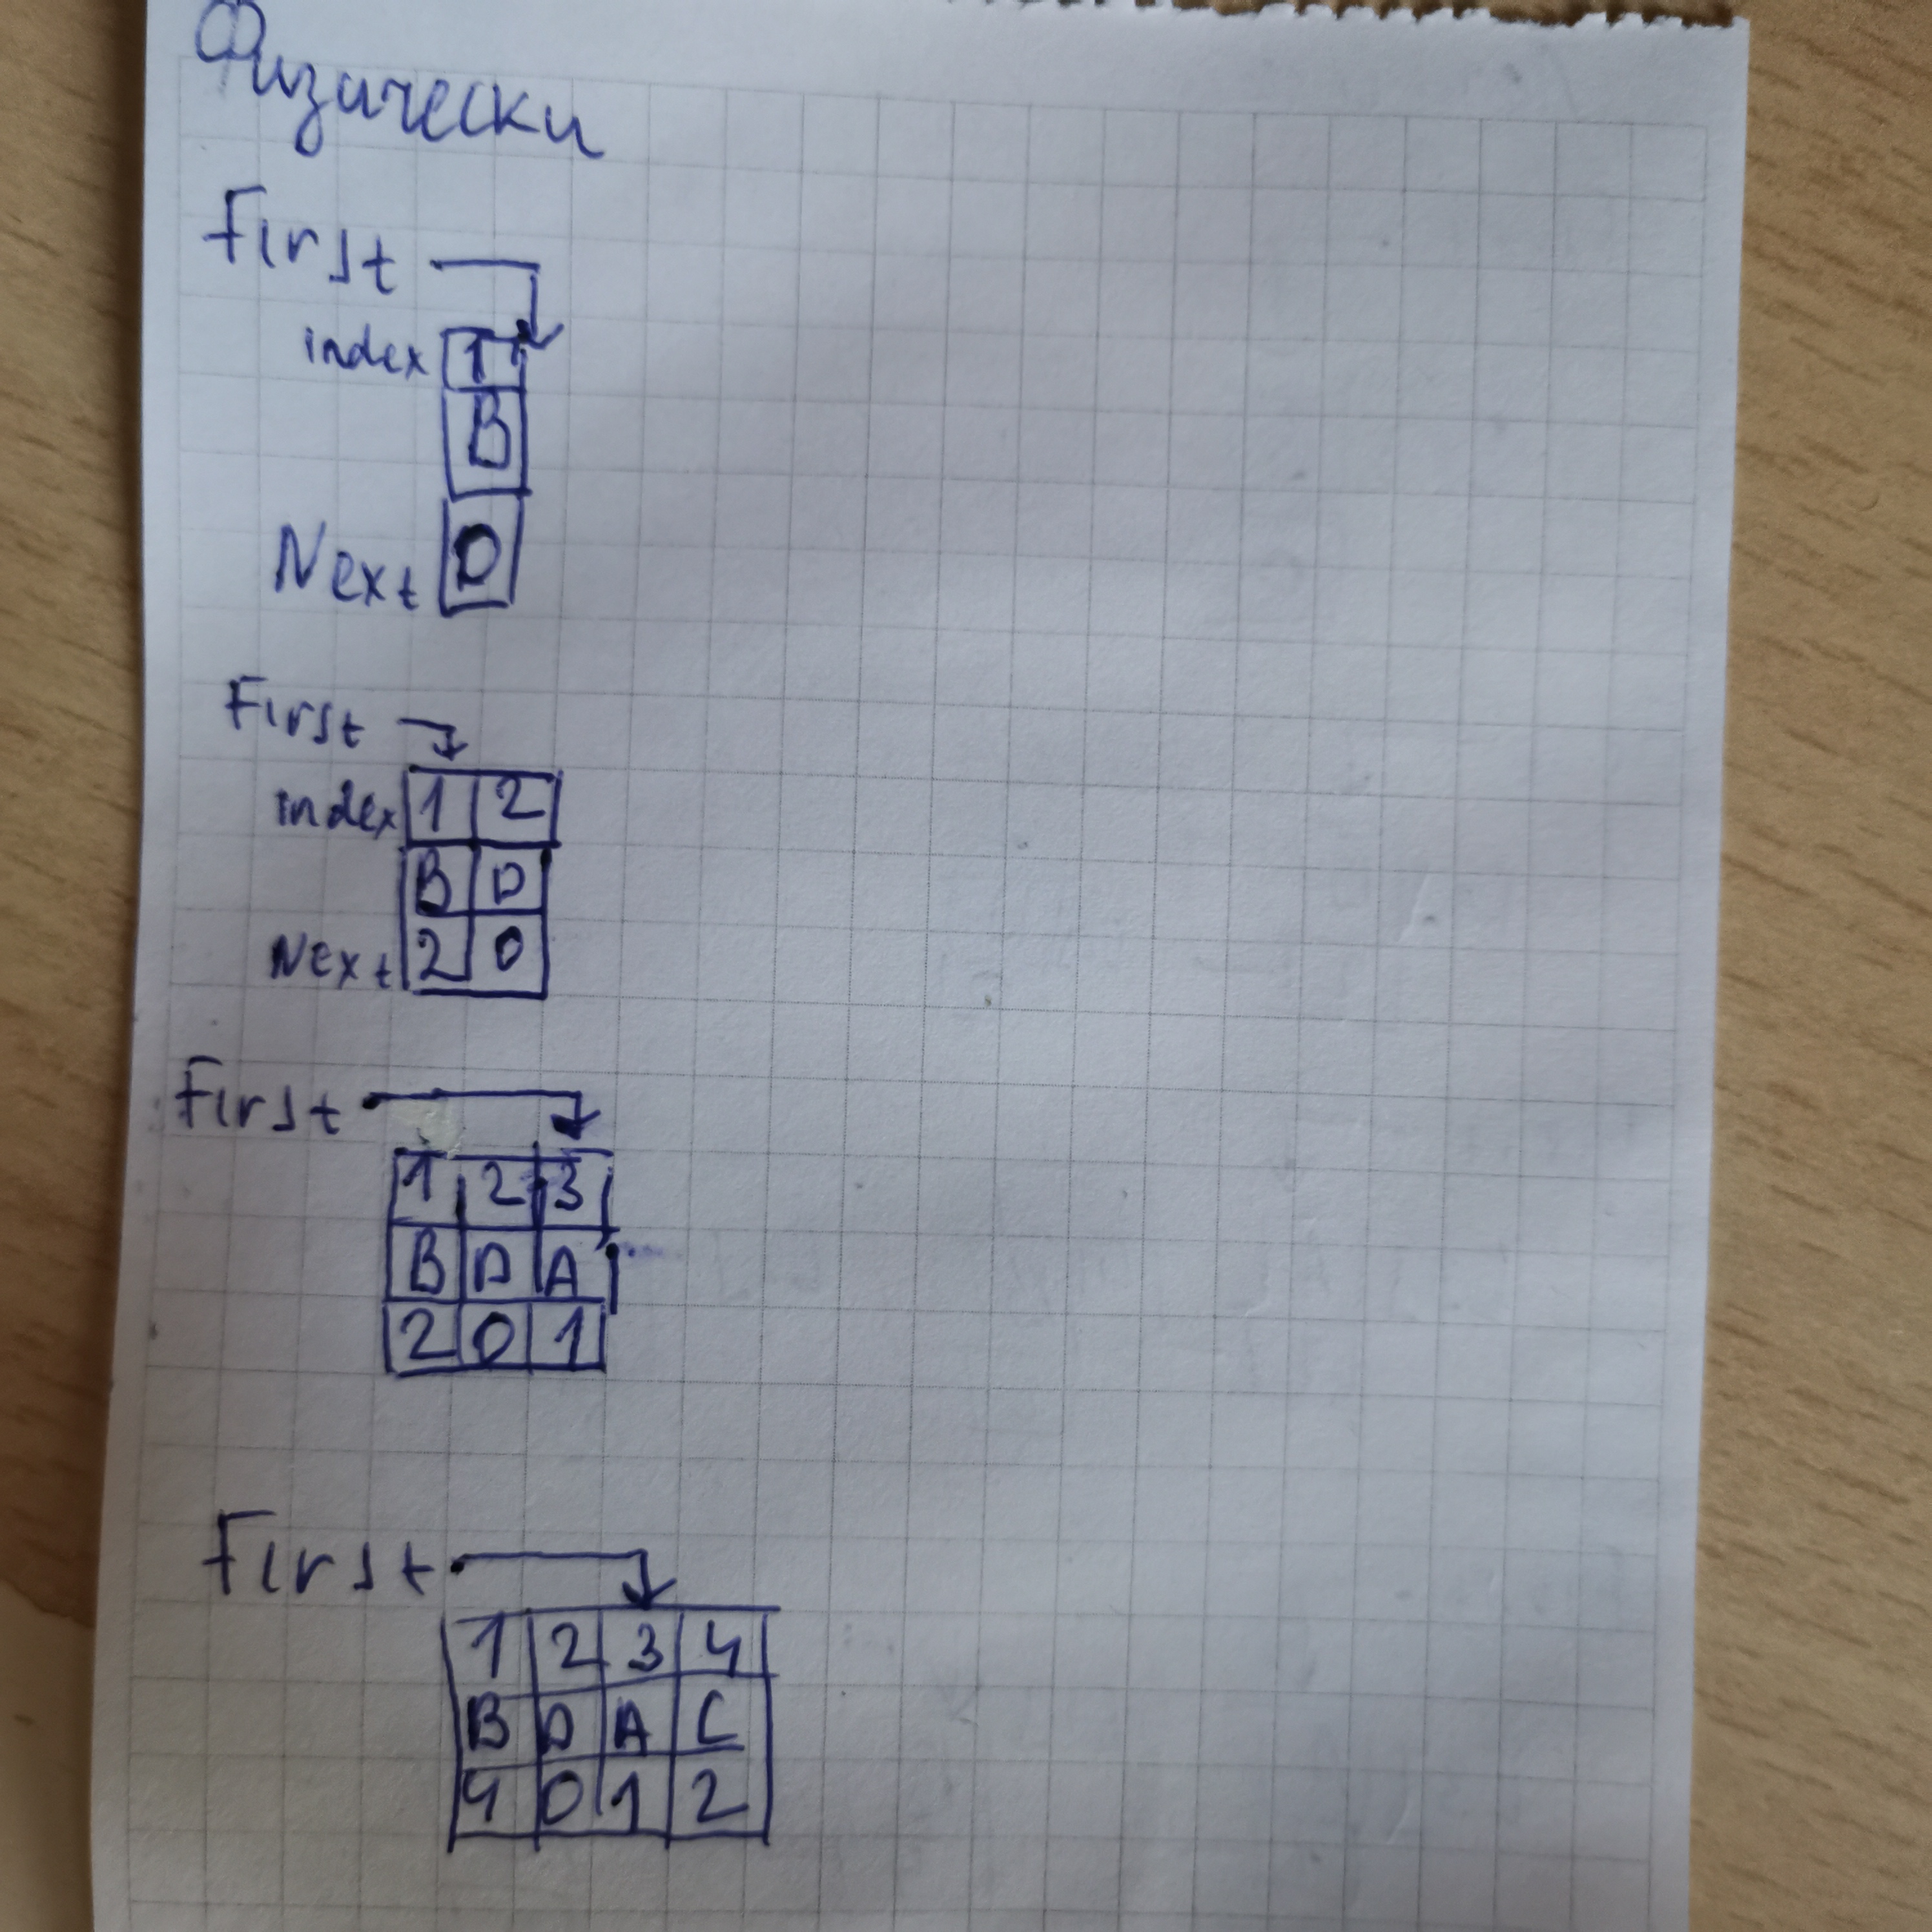 Физически
First
index 1
B
Next 0
First
index 1 2
B D
Next 2 0
First
1 2 3
B D A
2 0 1
First
1 2 3 4
B D A C
4 0 1 2